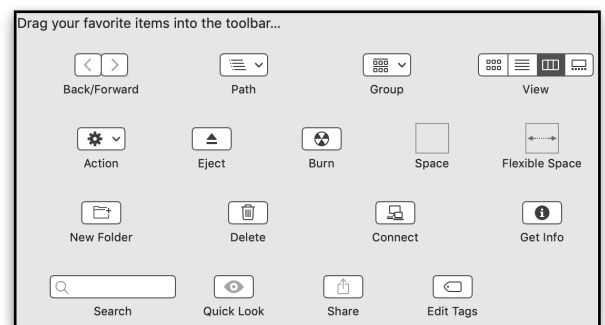 Drag your favorite items into the toolbar...
Back/Forward Path Group View
Action Eject Burn Space Flexible Space
New Folder Delete Connect Get Info
Search Quick Look Share Edit Tags